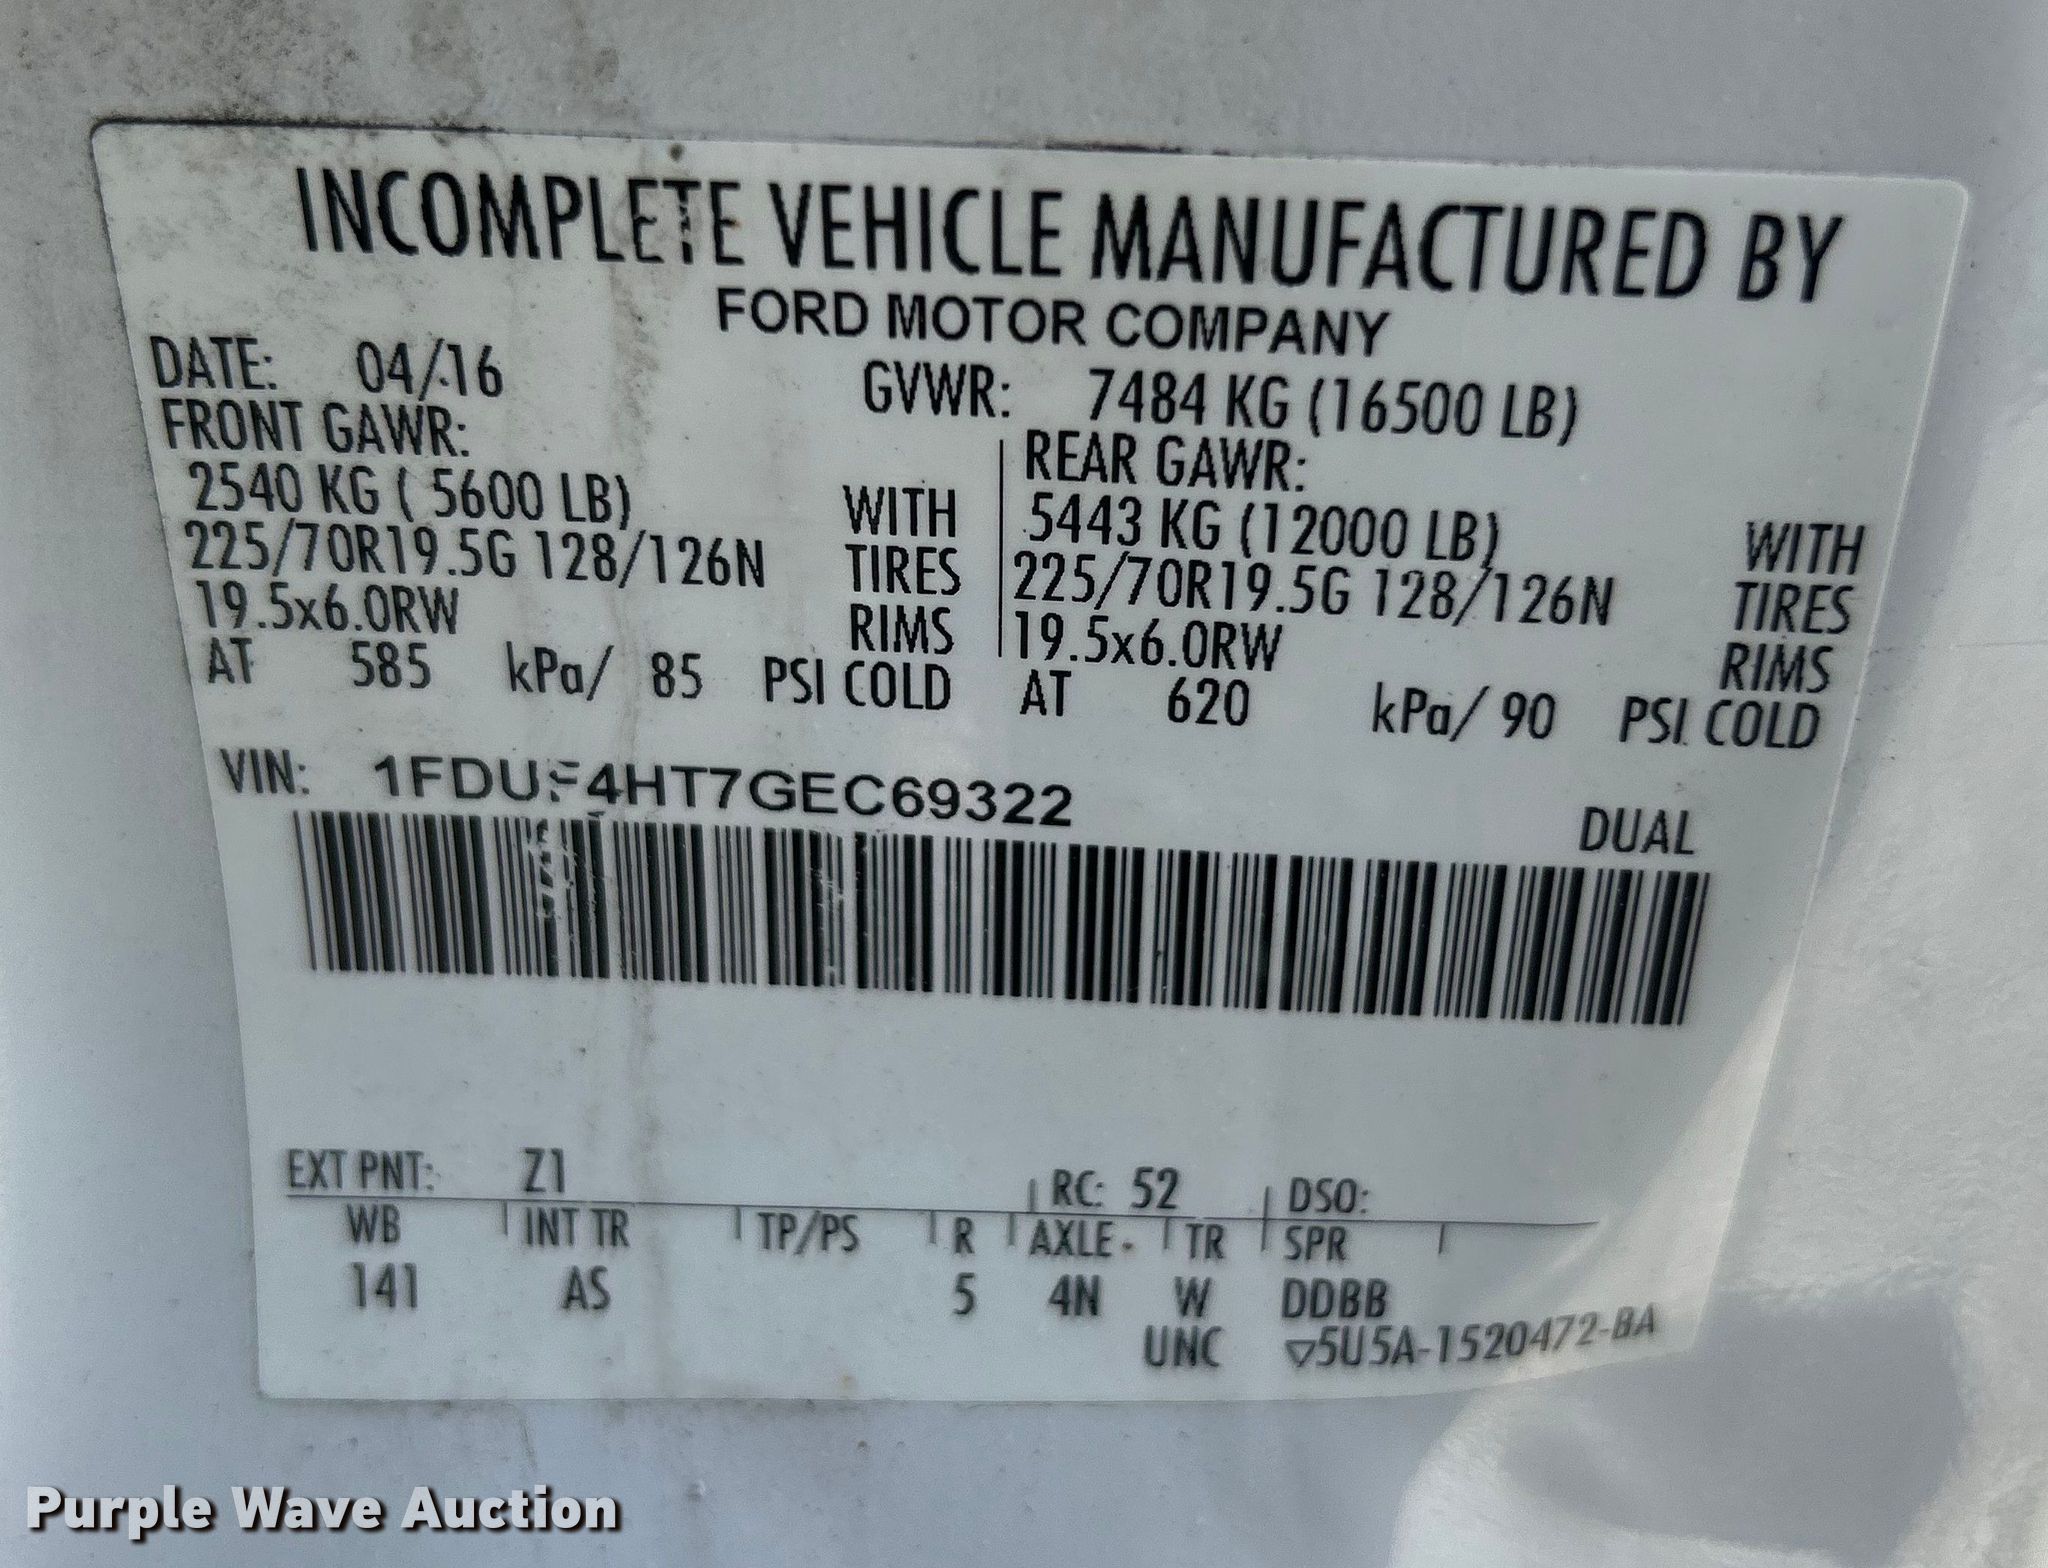 INCOMPLETE VEHICLE MANUFACTURED BY
FORD MOTOR COMPANY
DATE: 04/16 GVWR: 7484 KG (16500 LB)
FRONT GAWR: REAR GAWR:
2540 KG ( 5600 LB) WITH 5443 KG (12000 LB) WITH
225/70R19.5G 128/126N TIRES 225/70R19.5G 128/126N TIRES
19.5x6.0RW RIMS 19.5x6.0RW RIMS
AT 585 kPa/ 85 PSI COLD AT 620 kPa/ 90 PSI COLD
VIN: 1FDUF4HT7GEC69322
DUAL
EXT PNT: Z1 RC: 52 DSO:
WB INT TR TP/PS R AXLE TR SPR
141 AS 5 4N W DDBB
UNC ▽5U5A-1520472-BA
Purple Wave Auction